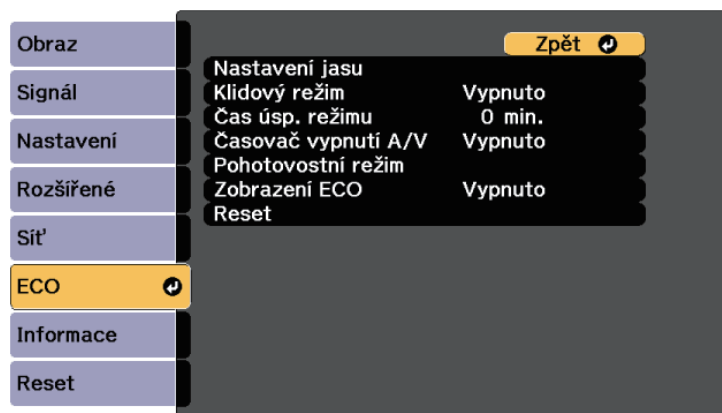 Obraz
Signál
Nastavení
Rozšířené
Síť
ECO
Informace
Reset
Zpět
Nastavení jasu
Klidový režim Vypnuto
Čas úsp. režimu 0 min.
Časovač vypnutí A/V Vypnuto
Pohotovostní režim
Zobrazení ECO Vypnuto
Reset